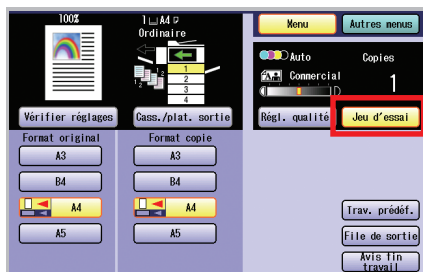 100%
1 A4
Ordinaire
1
2
3
4
1 2
Vérifier réglages
Cass./plat. sortie
Menu
Autres menus
Auto
Copies
Commercial
1
D
Régl. qualité
Jeu d'essai
Format original
Format copie
A3
A3
B4
B4
A4
A4
A5
A5
Trav. prédéf.
File de sortie
Avis fin
travail